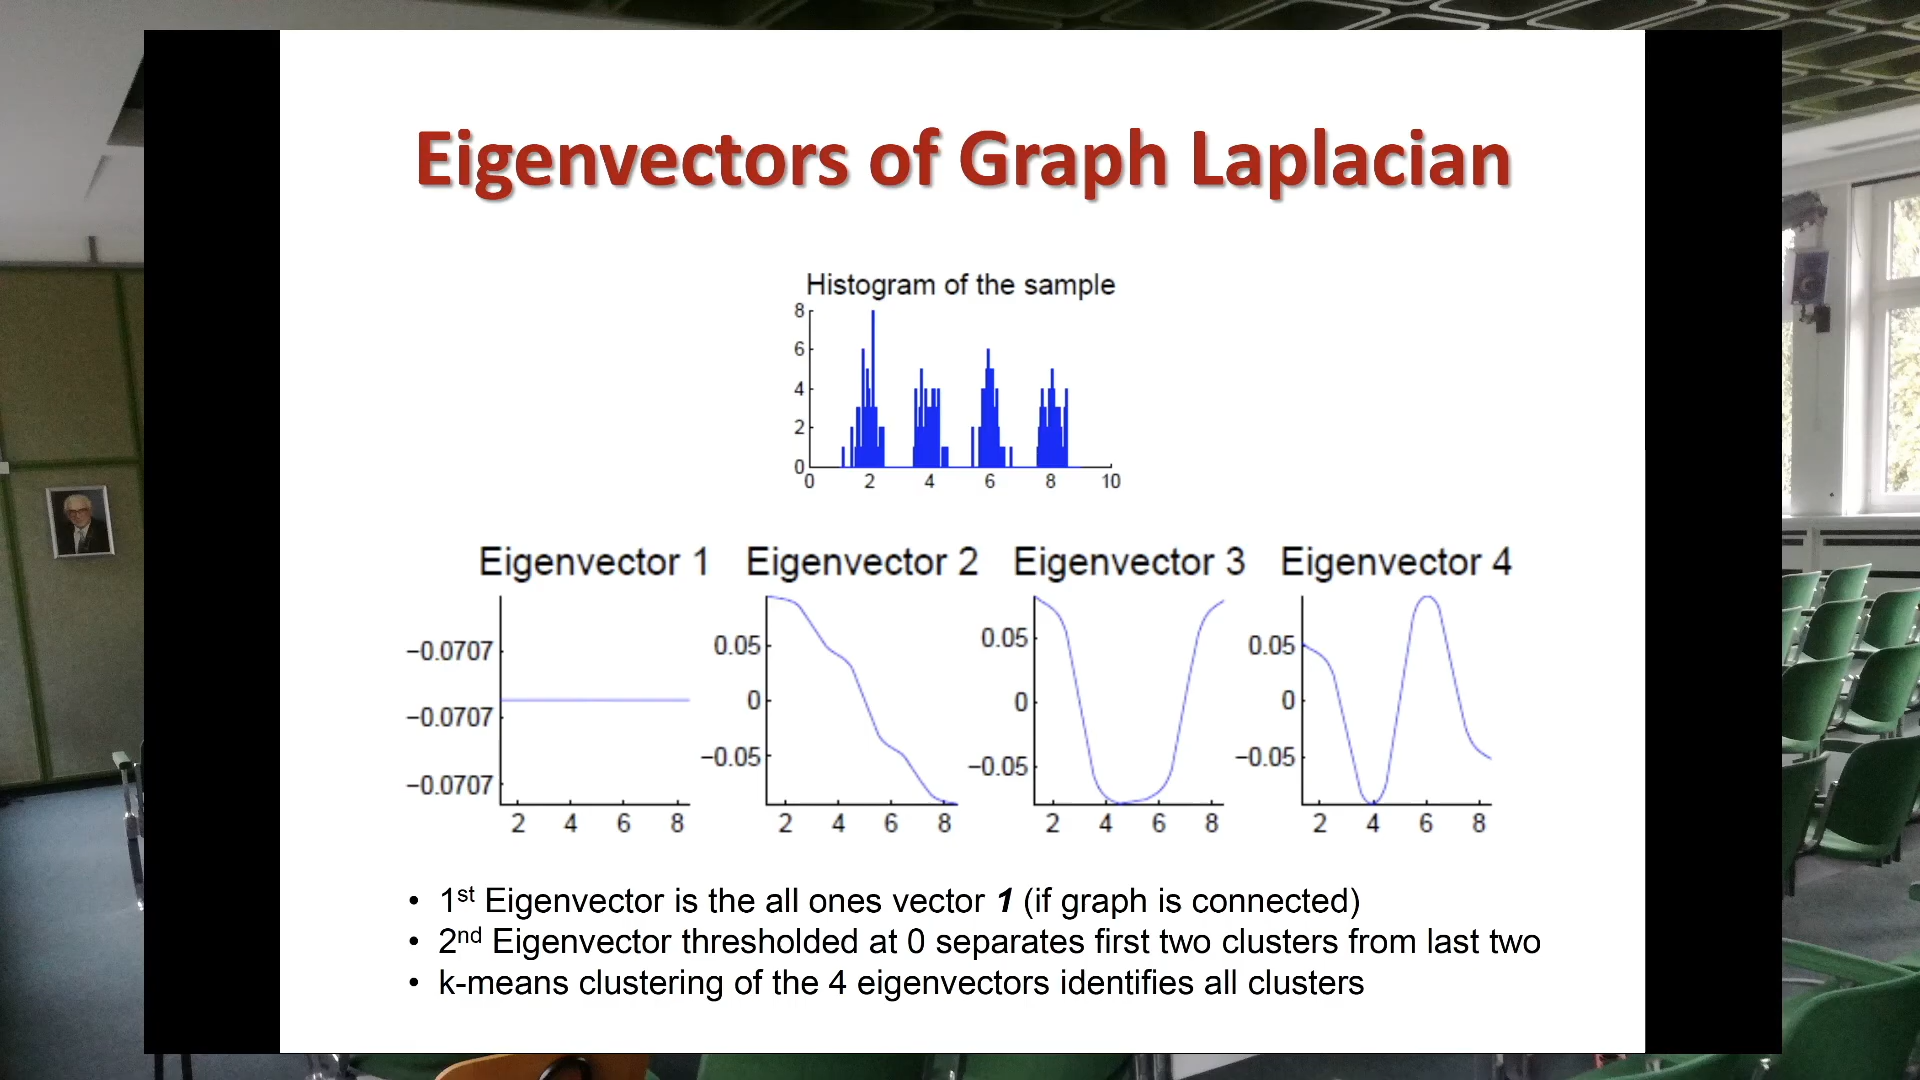 Eigenvectors of Graph Laplacian
Histogram of the sample
8
6
4
2
0
0 2 4 6 8 10
Eigenvector 1 Eigenvector 2 Eigenvector 3 Eigenvector 4
−0.0707
−0.0707
−0.0707
2 4 6 8
0.05
0
−0.05
2 4 6 8
0.05
0
−0.05
2 4 6 8
0.05
0
−0.05
2 4 6 8
• 1st Eigenvector is the all ones vector 1 (if graph is connected)
• 2nd Eigenvector thresholded at 0 separates first two clusters from last two
• k-means clustering of the 4 eigenvectors identifies all clusters